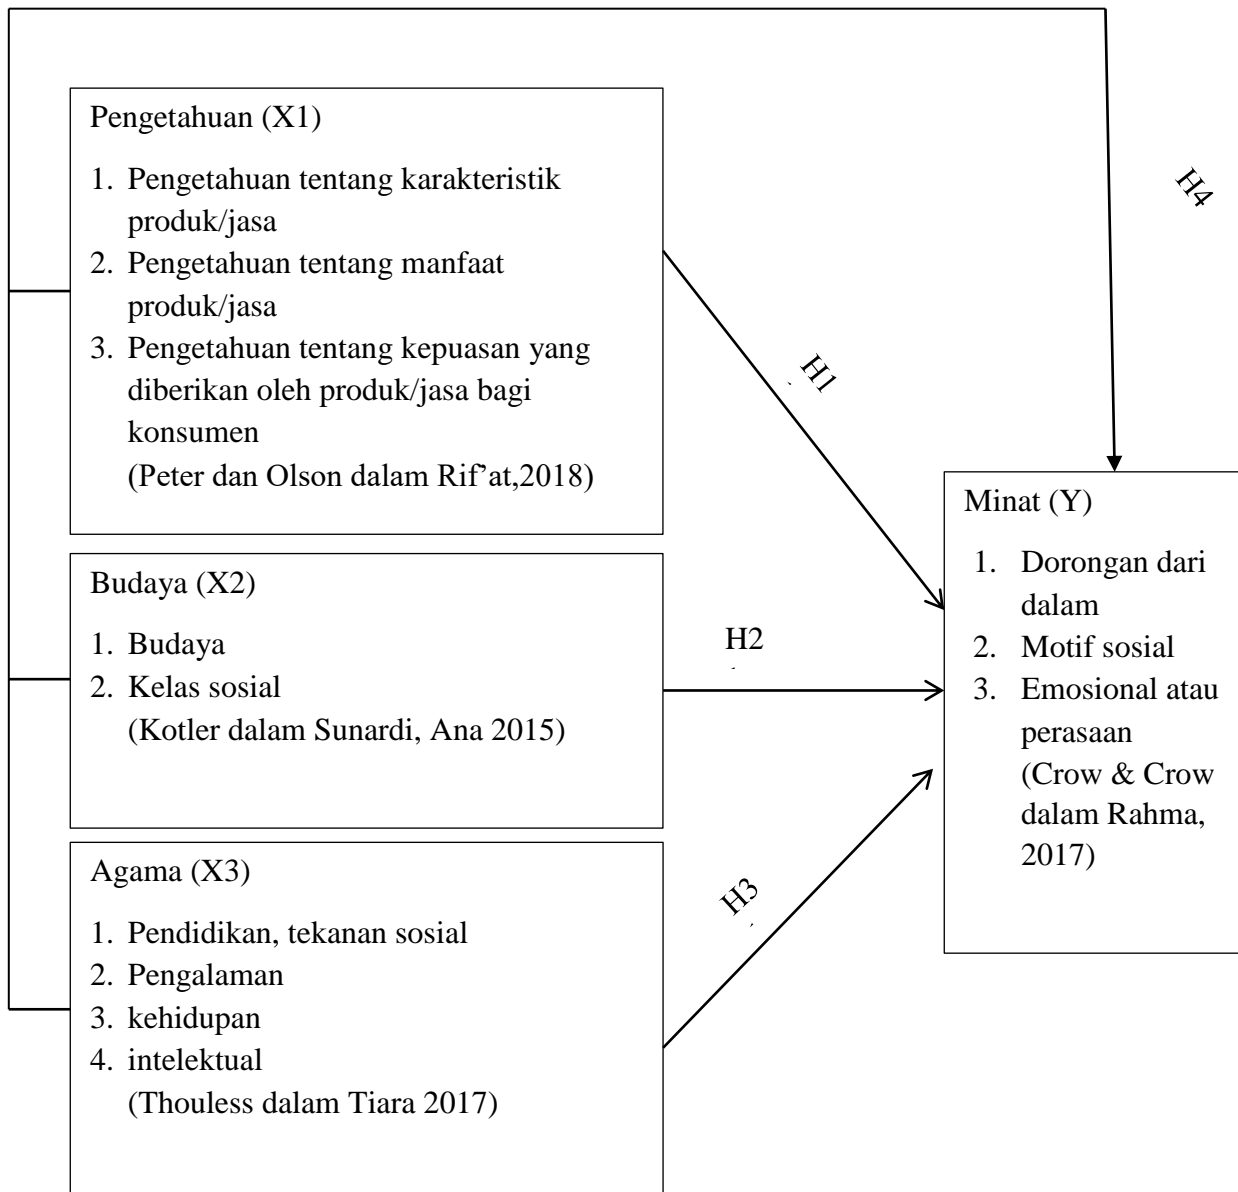 Pengetahuan (X1)
1. Pengetahuan tentang karakteristik
produk/jasa
2. Pengetahuan tentang manfaat
produk/jasa
3. Pengetahuan tentang kepuasan yang
diberikan oleh produk/jasa bagi
konsumen
(Peter dan Olson dalam Rif’at,2018)
Budaya (X2)
1. Budaya
2. Kelas sosial
(Kotler dalam Sunardi, Ana 2015)
Agama (X3)
1. Pendidikan, tekanan sosial
2. Pengalaman
3. kehidupan
4. intelektual
(Thouless dalam Tiara 2017)
H1
H2
H3
H4
Minat (Y)
1. Dorongan dari
dalam
2. Motif sosial
3. Emosional atau
perasaan
(Crow & Crow
dalam Rahma,
2017)